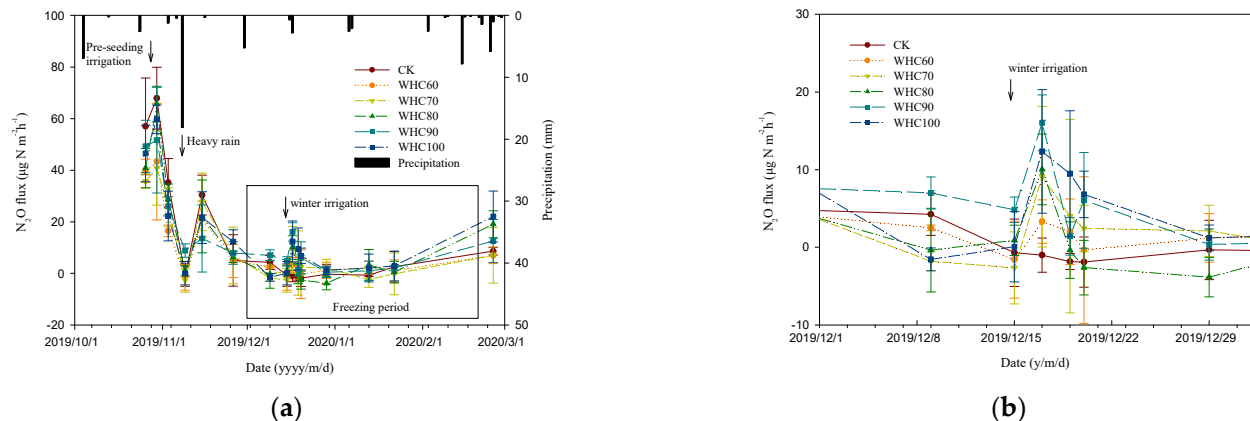 100
80
60
40
20
0
-20
N₂O flux (μg N m⁻²h⁻¹)
Pre-seeding
irrigation
Heavy rain
CK
WHC60
WHC70
WHC80
WHC90
WHC100
Precipitation
winter irrigation
Freezing period
0
10
20
30
40
50
Precipitation (mm)
2019/10/1
2019/11/1
2019/12/1
2020/1/1
2020/2/1
2020/3/1
Date (yyyy/m/d)
(a)
30
20
10
0
-10
N₂O flux (μg N m⁻²h⁻¹)
CK
WHC60
WHC70
WHC80
WHC90
WHC100
winter irrigation
2019/12/1
2019/12/8
2019/12/15
2019/12/22
2019/12/29
Date (y/m/d)
(b)